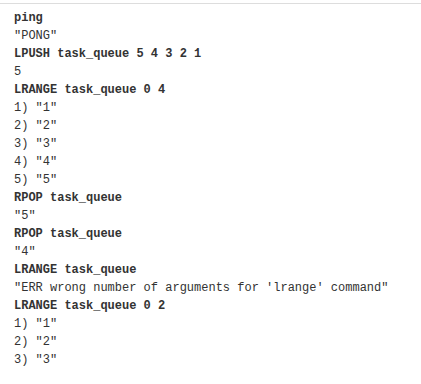 ping
"PONG"
LPUSH task_queue 5 4 3 2 1
5
LRANGE task_queue 0 4
1) "1"
2) "2"
3) "3"
4) "4"
5) "5"
RPOP task_queue
"5"
RPOP task_queue
"4"
LRANGE task_queue
"ERR wrong number of arguments for 'lrange' command"
LRANGE task_queue 0 2
1) "1"
2) "2"
3) "3"